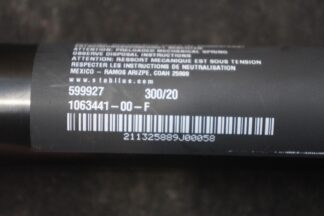 ATTENTION: PRELOADED MECHANICAL SPRING
OBSERVE DISPOSAL INSTRUCTIONS
ATTENTION: AU RESSORT MECANIQUE EST SOUS TENSION
RESPECTER LES INSTRUCTIONS DE NEUTRALISATION
MEXICO - RAMOS ARIZPE, COAH 25900
www.stabilus.com
599927 300/20
1063441-00-F
211325889J00058